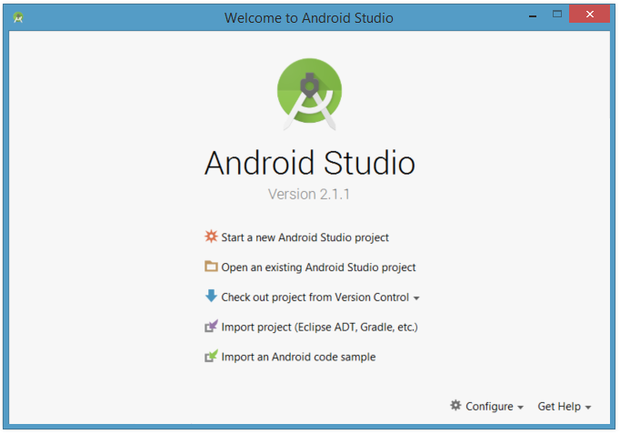 Welcome to Android Studio
Android Studio
Version 2.1.1
Start a new Android Studio project
Open an existing Android Studio project
Check out project from Version Control
Import project (Eclipse ADT, Gradle, etc.)
Import an Android code sample
Configure Get Help